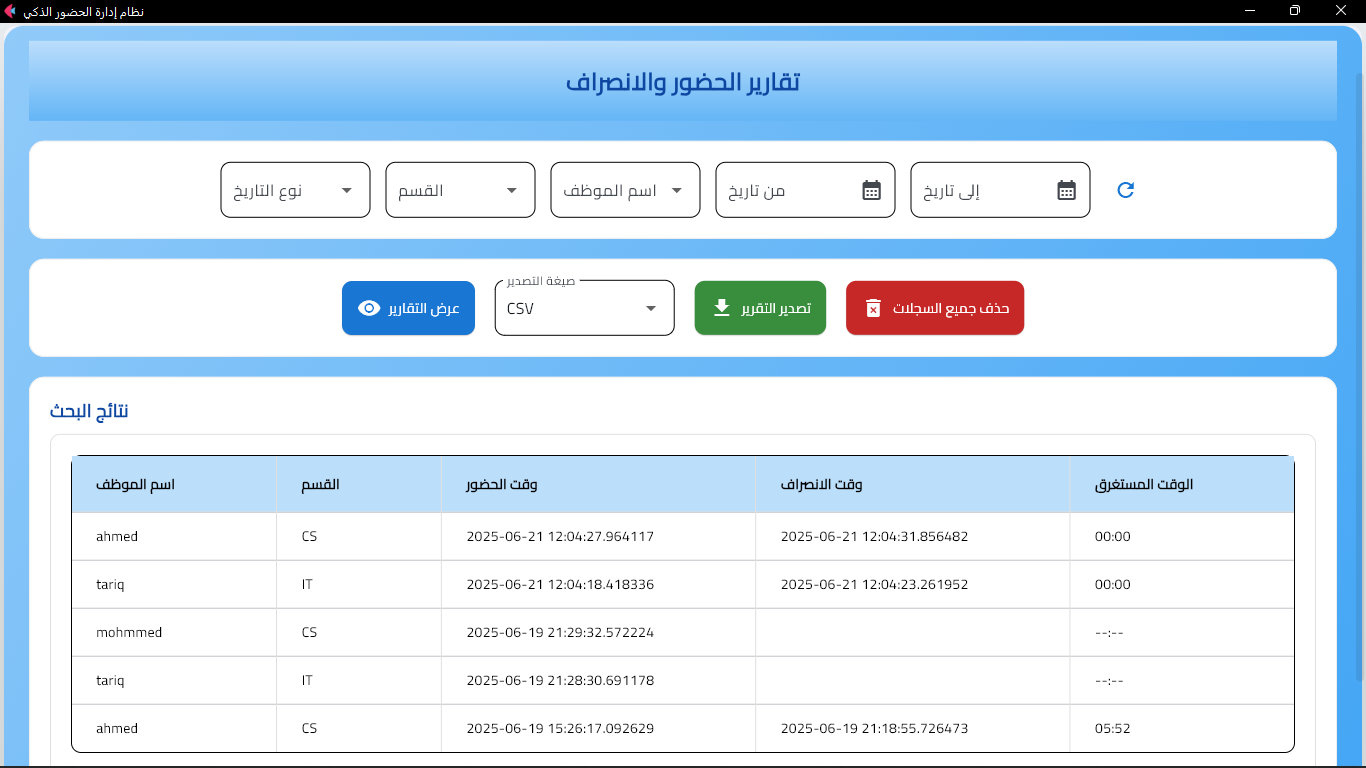 نظام إدارة الحضور الذكي
تقارير الحضور والانصراف
نوع التاريخ
القسم
اسم الموظف
من تاريخ
إلى تاريخ
عرض التقارير
صيغة التصدير
CSV
تصدير التقرير
حذف جميع السجلات
نتائج البحث
اسم الموظف القسم وقت الحضور وقت الانصراف الوقت المستغرق
ahmed CS 2025-06-21 12:04:27.964117 2025-06-21 12:04:31.856482 00:00
tariq IT 2025-06-21 12:04:18.418336 2025-06-21 12:04:23.261952 00:00
mohmmed CS 2025-06-19 21:29:32.572224 --:--
tariq IT 2025-06-19 21:28:30.691178 --:--
ahmed CS 2025-06-19 15:26:17.092629 2025-06-19 21:18:55.726473 05:52